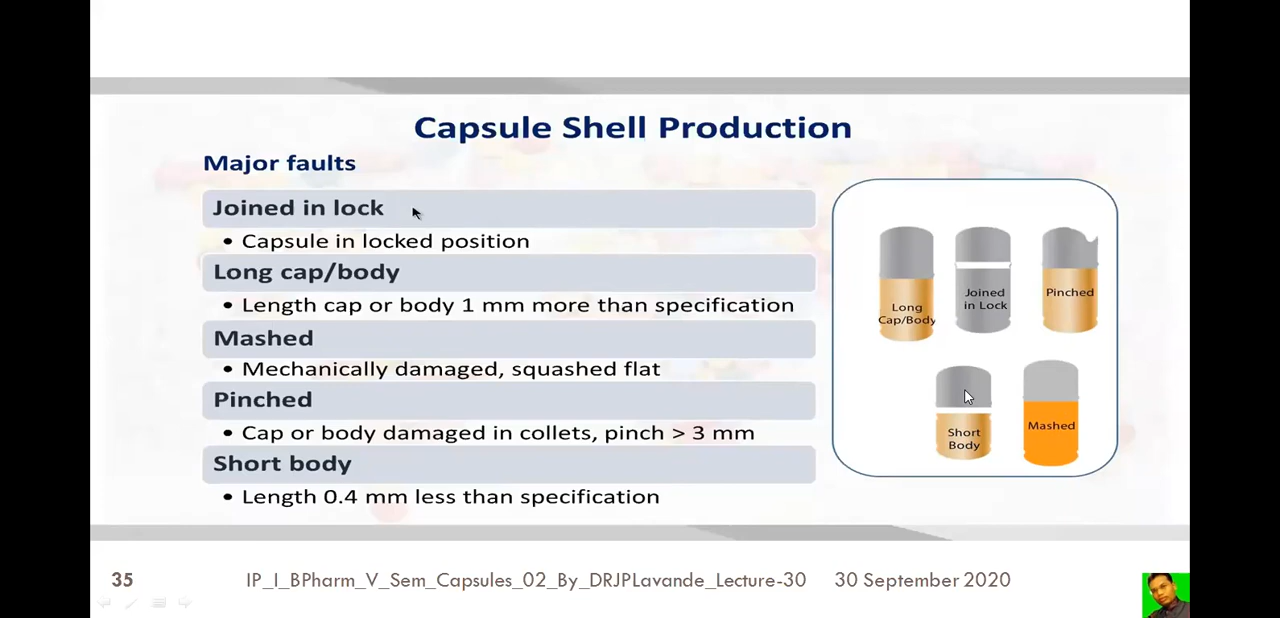 Capsule Shell Production
Major faults
Joined in lock
• Capsule in locked position
Long cap/body
• Length cap or body 1 mm more than specification
Mashed
• Mechanically damaged, squashed flat
Pinched
• Cap or body damaged in collets, pinch > 3 mm
Short body
• Length 0.4 mm less than specification
Long
Cap/Body
Joined
in Lock
Pinched
Short
Body
Mashed
35
IP_I_BPharm_V_Sem_Capsules_02_By_DRJPLavande_Lecture-30
30 September 2020